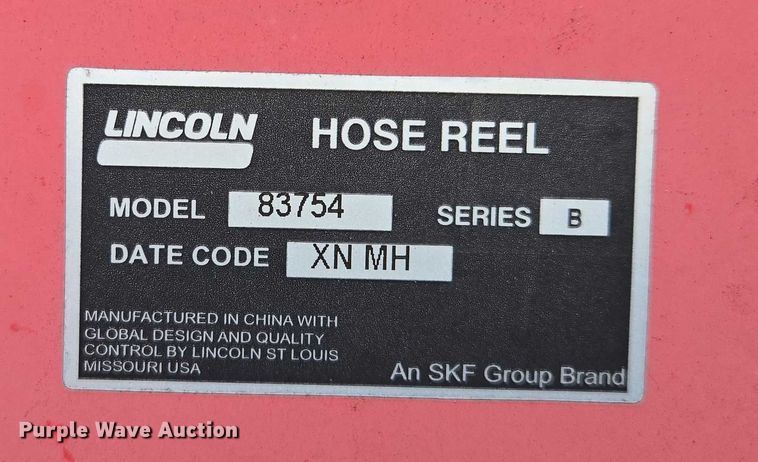 LINCOLN
HOSE REEL
MODEL 83754 SERIES B
DATE CODE XN MH
MANUFACTURED IN CHINA WITH
GLOBAL DESIGN AND QUALITY
CONTROL BY LINCOLN ST LOUIS
MISSOURI USA
An SKF Group Brand
Purple Wave Auction